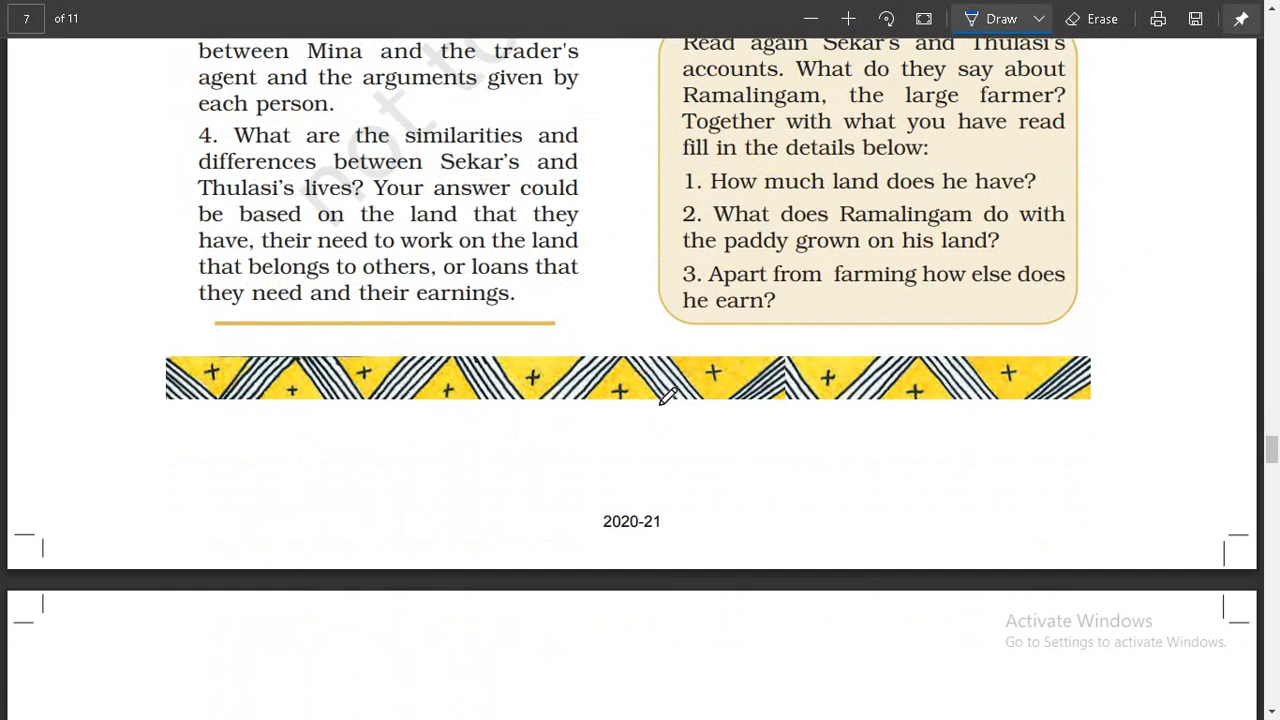 7 of 11
Draw
Erase
between Mina and the trader's
agent and the arguments given by
each person.
4. What are the similarities and
differences between Sekar's and
Thulasi's lives? Your answer could
be based on the land that they
have, their need to work on the land
that belongs to others, or loans that
they need and their earnings.
Read again Sekar's and Thulasi's
accounts. What do they say about
Ramalingam, the large farmer?
Together with what you have read
fill in the details below:
1. How much land does he have?
2. What does Ramalingam do with
the paddy grown on his land?
3. Apart from farming how else does
he earn?
not to
2020-21
Activate Windows
Go to Settings to activate Windows.